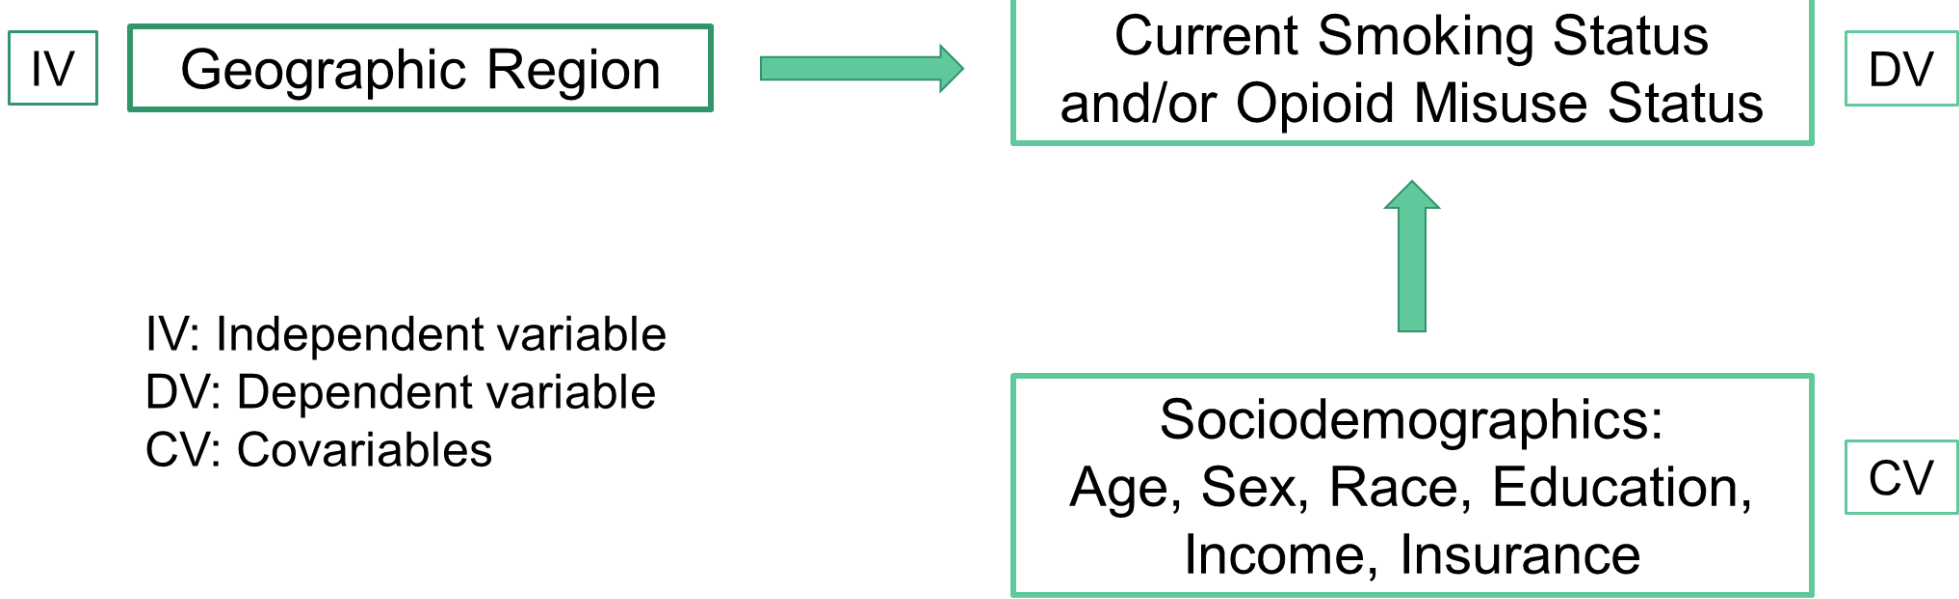 IV
Geographic Region
Current Smoking Status
and/or Opioid Misuse Status
DV
IV: Independent variable
DV: Dependent variable
CV: Covariables
Sociodemographics:
Age, Sex, Race, Education,
Income, Insurance
CV